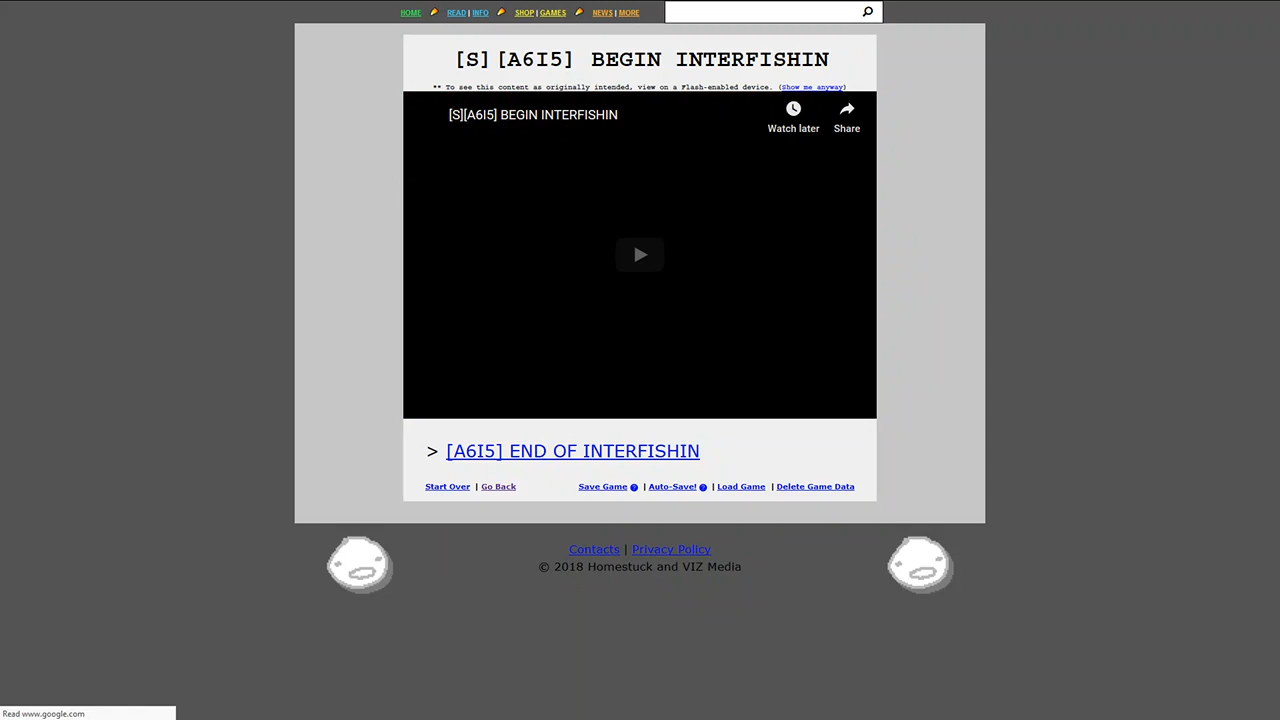 HOME READ | INFO SHOP | GAMES NEWS | MORE
[S] [A6I5] BEGIN INTERFISHIN
** To see this content as originally intended, view on a Flash-enabled device. (Show me anyway)
[S][A6I5] BEGIN INTERFISHIN
Watch later Share
> [A6I5] END OF INTERFISHIN
Start Over | Go Back Save Game ? | Auto-Save! ? | Load Game | Delete Game Data
Contacts | Privacy Policy
© 2018 Homestuck and VIZ Media
Read www.google.com